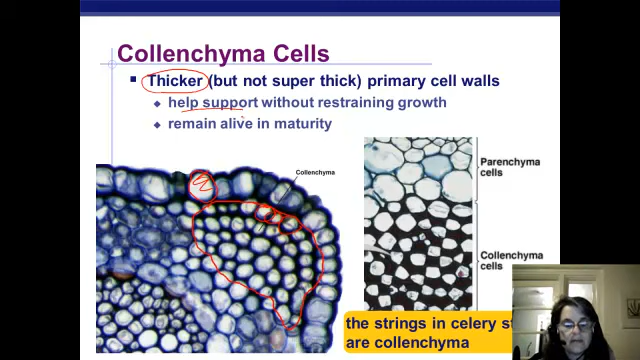 Collenchyma Cells
Thicker (but not super thick) primary cell walls
help support without restraining growth
remain alive in maturity
Collenchyma
Parenchyma
cells
Collenchyma
cells
the strings in celery
are collenchyma